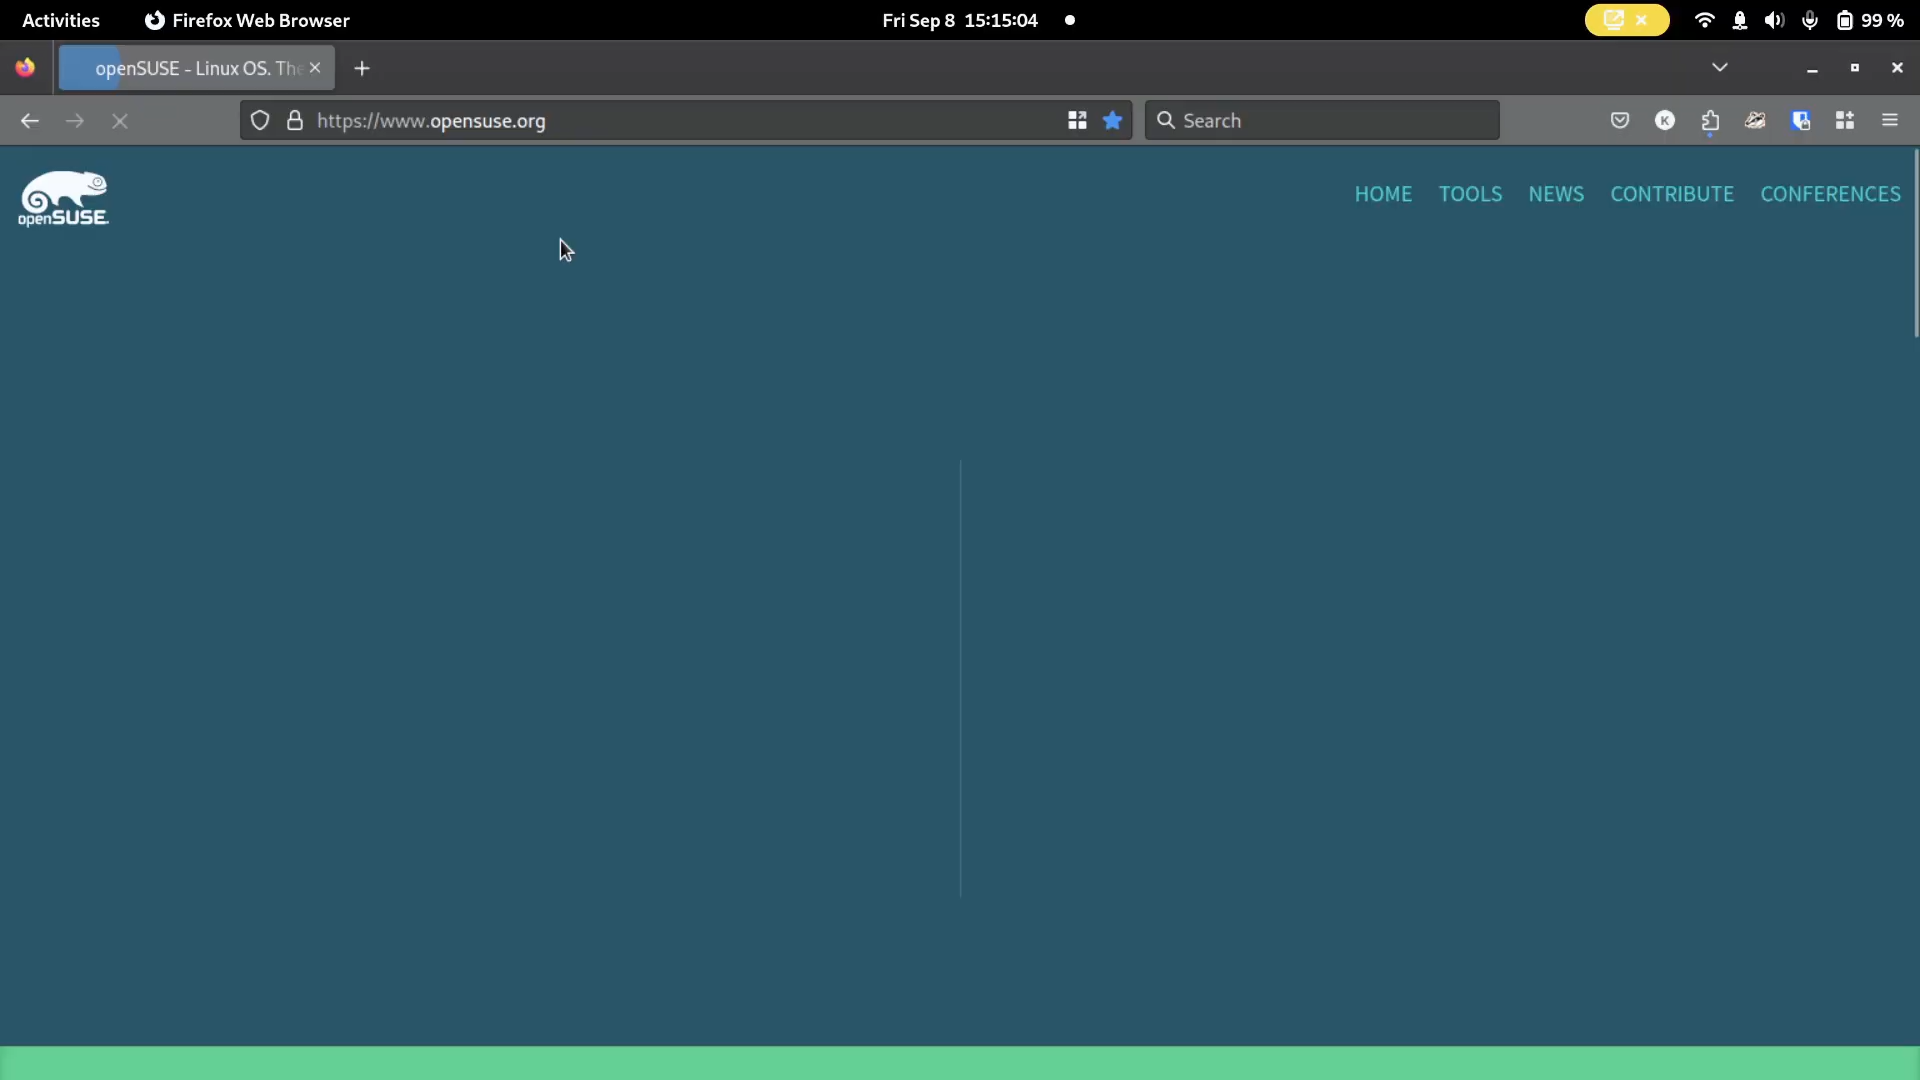 Activities Firefox Web Browser Fri Sep 8 15:15:04 99 %
openSUSE - Linux OS. The
https://www.opensuse.org Search K
openSUSE. HOME TOOLS NEWS CONTRIBUTE CONFERENCES